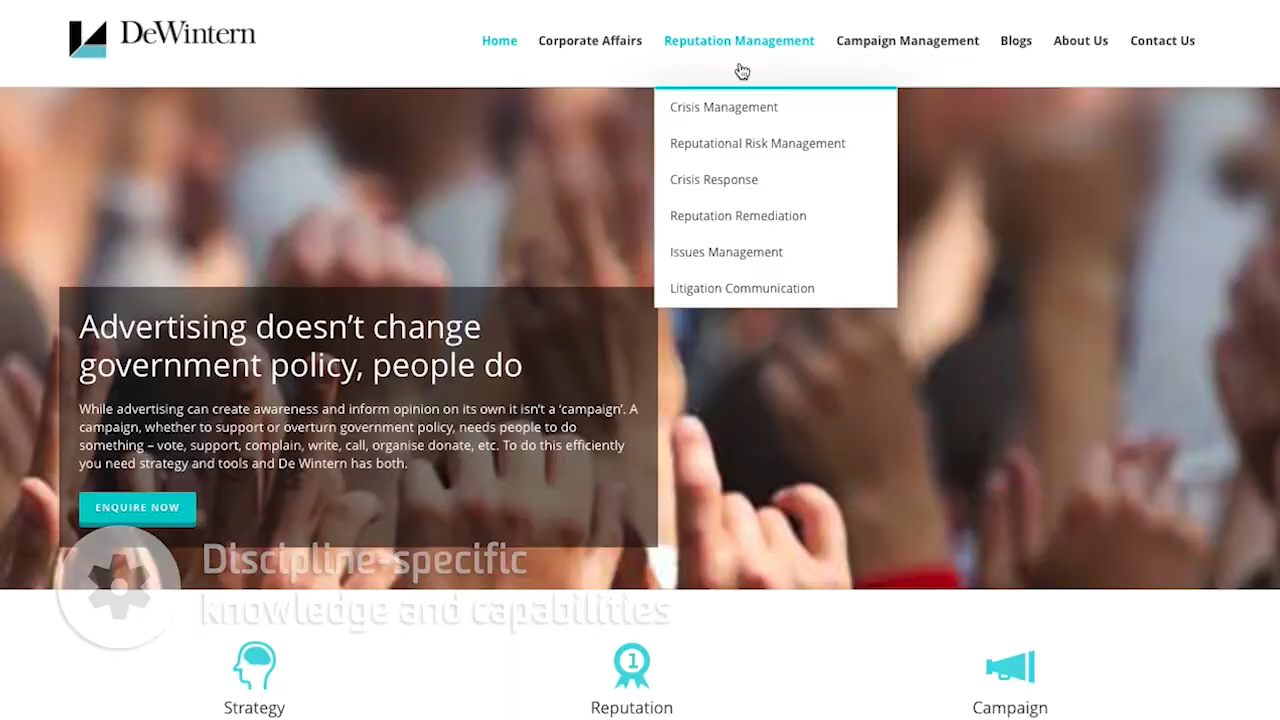 DeWintern
Home Corporate Affairs Reputation Management Campaign Management Blogs About Us Contact Us
Crisis Management
Reputational Risk Management
Crisis Response
Reputation Remediation
Issues Management
Litigation Communication
Advertising doesn’t change
government policy, people do
While advertising can create awareness and inform opinion on its own it isn’t a ‘campaign’. A
campaign, whether to support or overturn government policy, needs people to do
something – vote, support, complain, write, call, organise donate, etc. To do this efficiently
you need strategy and tools and De Wintern has both.
ENQUIRE NOW
Discipline-specific
knowledge and capabilities
1
Strategy Reputation Campaign